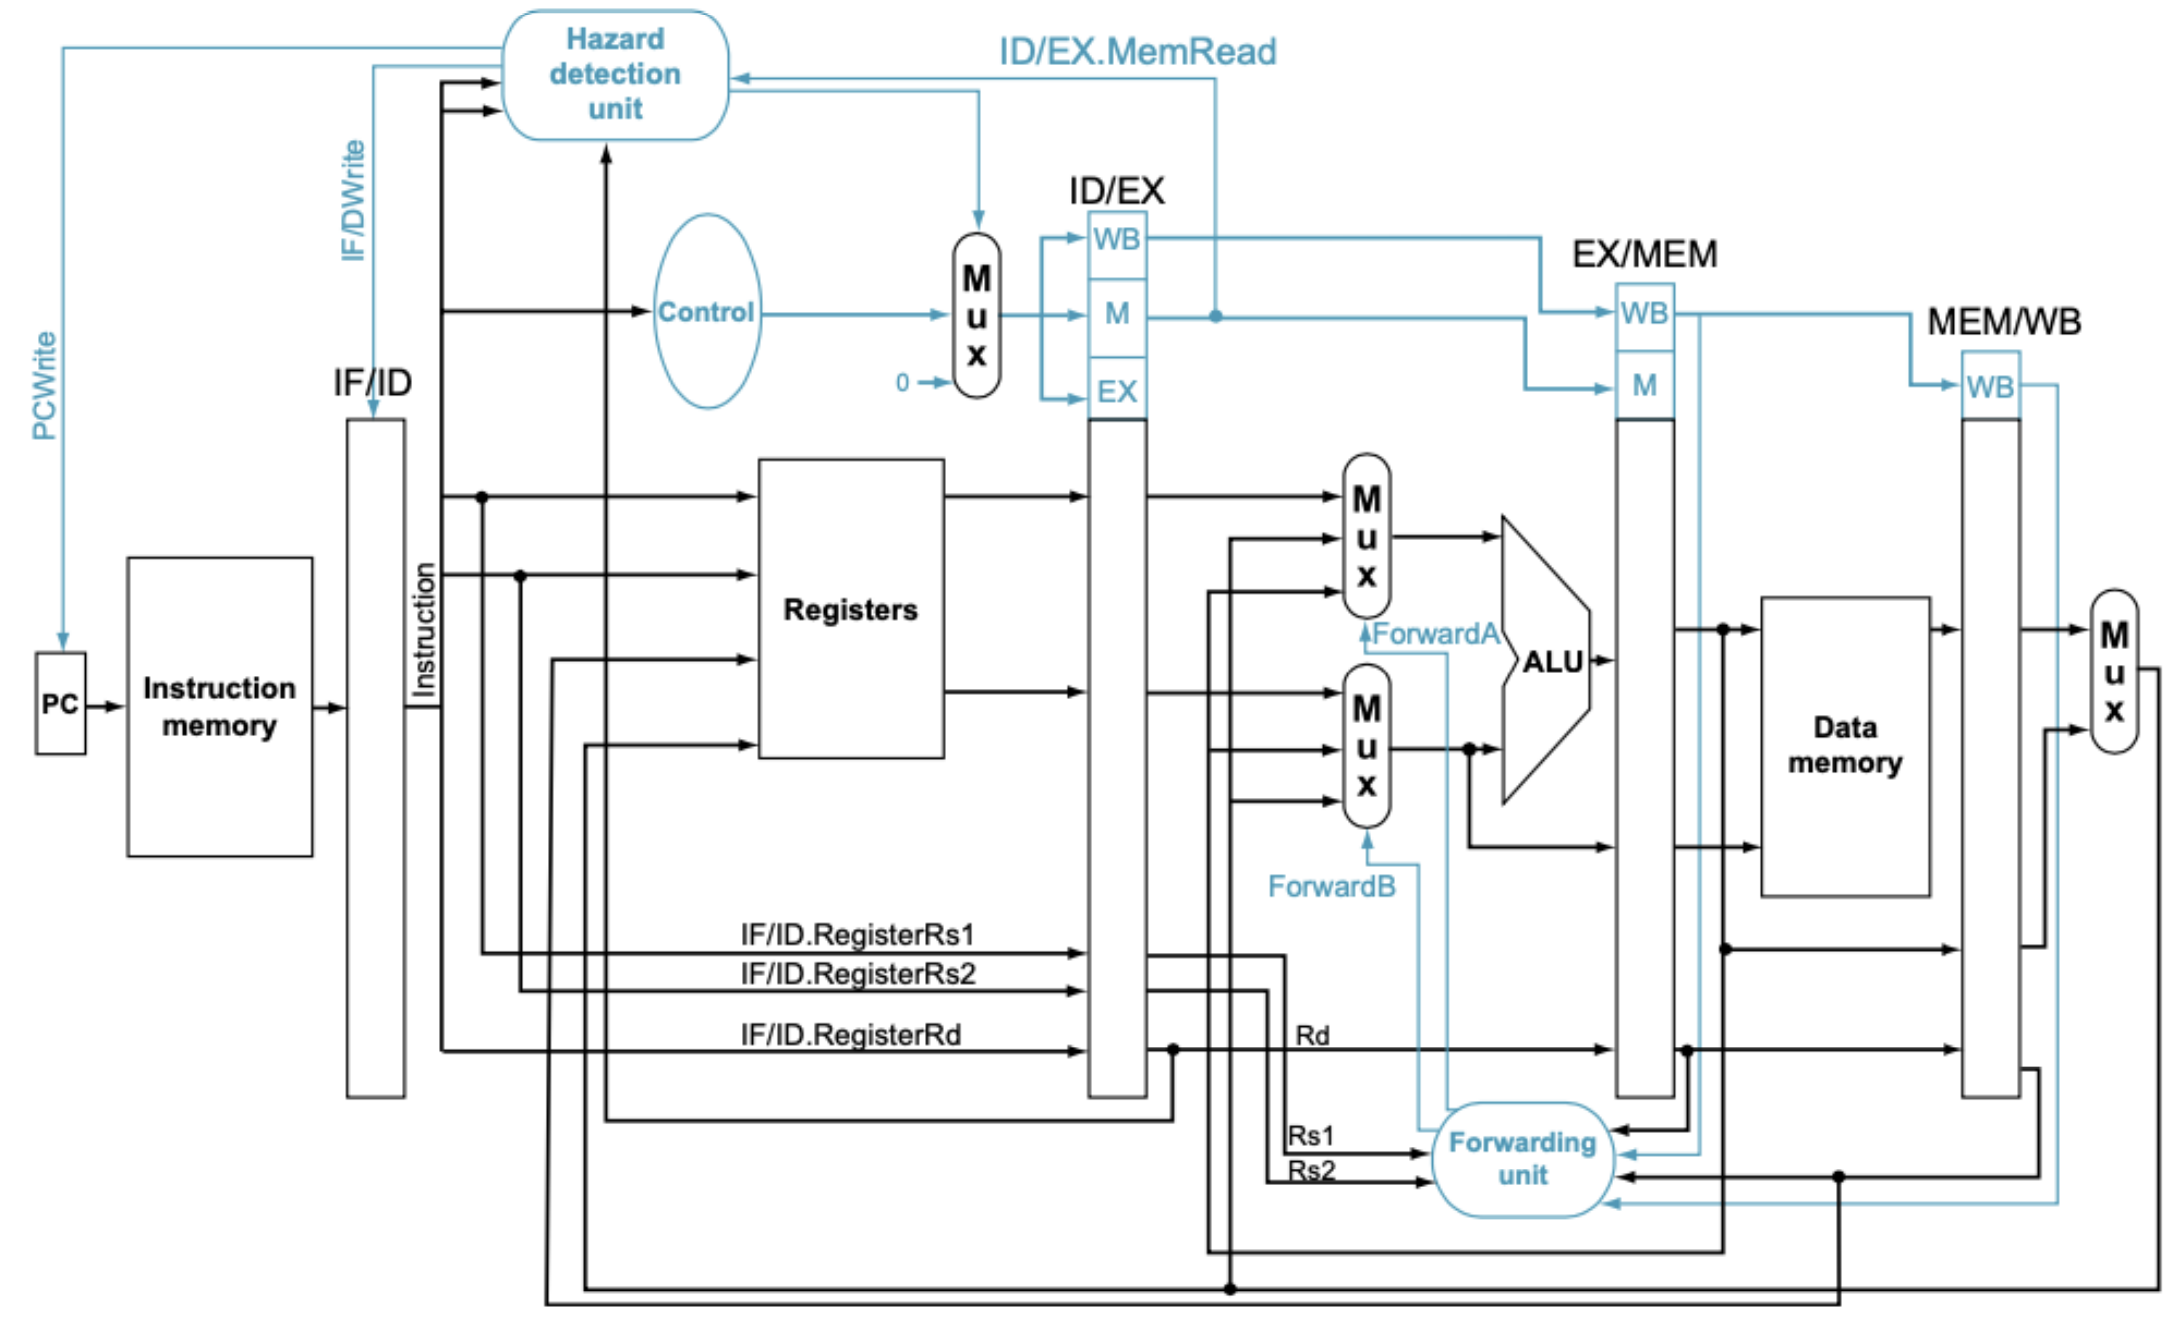 Hazard
detection
unit
ID/EX.MemRead
IF/DWrite
PCWrite
ID/EX
WB
M
EX
Control
M
u
x
0
EX/MEM
WB
M
MEM/WB
WB
IF/ID
PC
Instruction
memory
Instruction
Registers
M
u
x
ForwardA
M
u
x
ForwardB
ALU
Data
memory
M
u
x
IF/ID.RegisterRs1
IF/ID.RegisterRs2
IF/ID.RegisterRd
Rd
Rs1
Rs2
Forwarding
unit